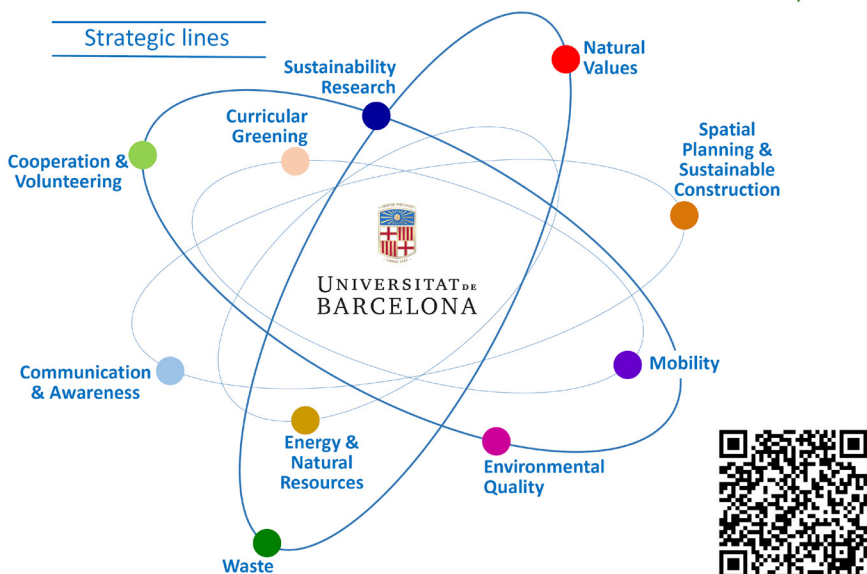 Strategic lines
Natural
Values
Sustainability
Research
Curricular
Greening
Spatial
Planning &
Sustainable
Construction
Cooperation &
Volunteering
UNIVERSITAT DE
BARCELONA
Communication
& Awareness
Mobility
Energy &
Natural
Resources
Environmental
Quality
Waste